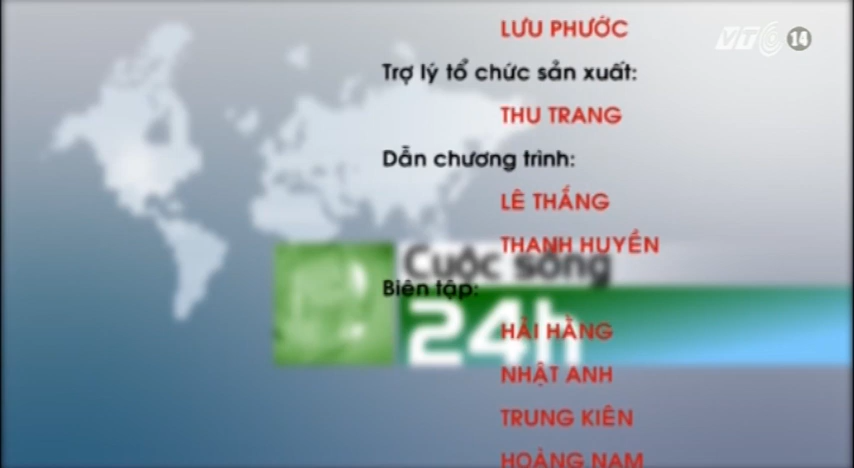 LƯU PHƯỚC
VTC 14
Trợ lý tổ chức sản xuất:
THU TRANG
Dẫn chương trình:
LÊ THẮNG
THANH HUYỀN
Cuộc sống
Biên tập:
24h
HẢI HẰNG
NHẬT ANH
TRUNG KIÊN
HOÀNG NAM